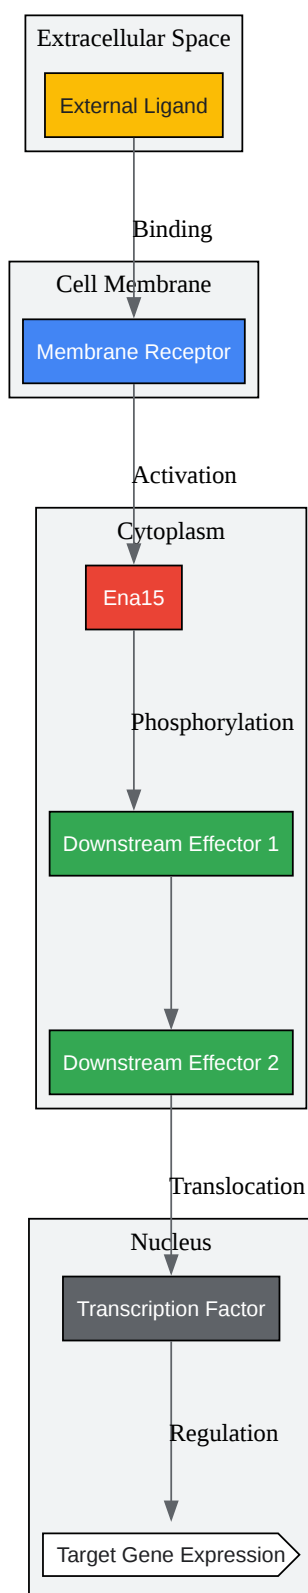 Extracellular Space
External Ligand
Binding
Cell Membrane
Membrane Receptor
Activation
Cytoplasm
Ena15
Phosphorylation
Downstream Effector 1
Downstream Effector 2
Translocation
Nucleus
Transcription Factor
Regulation
Target Gene Expression